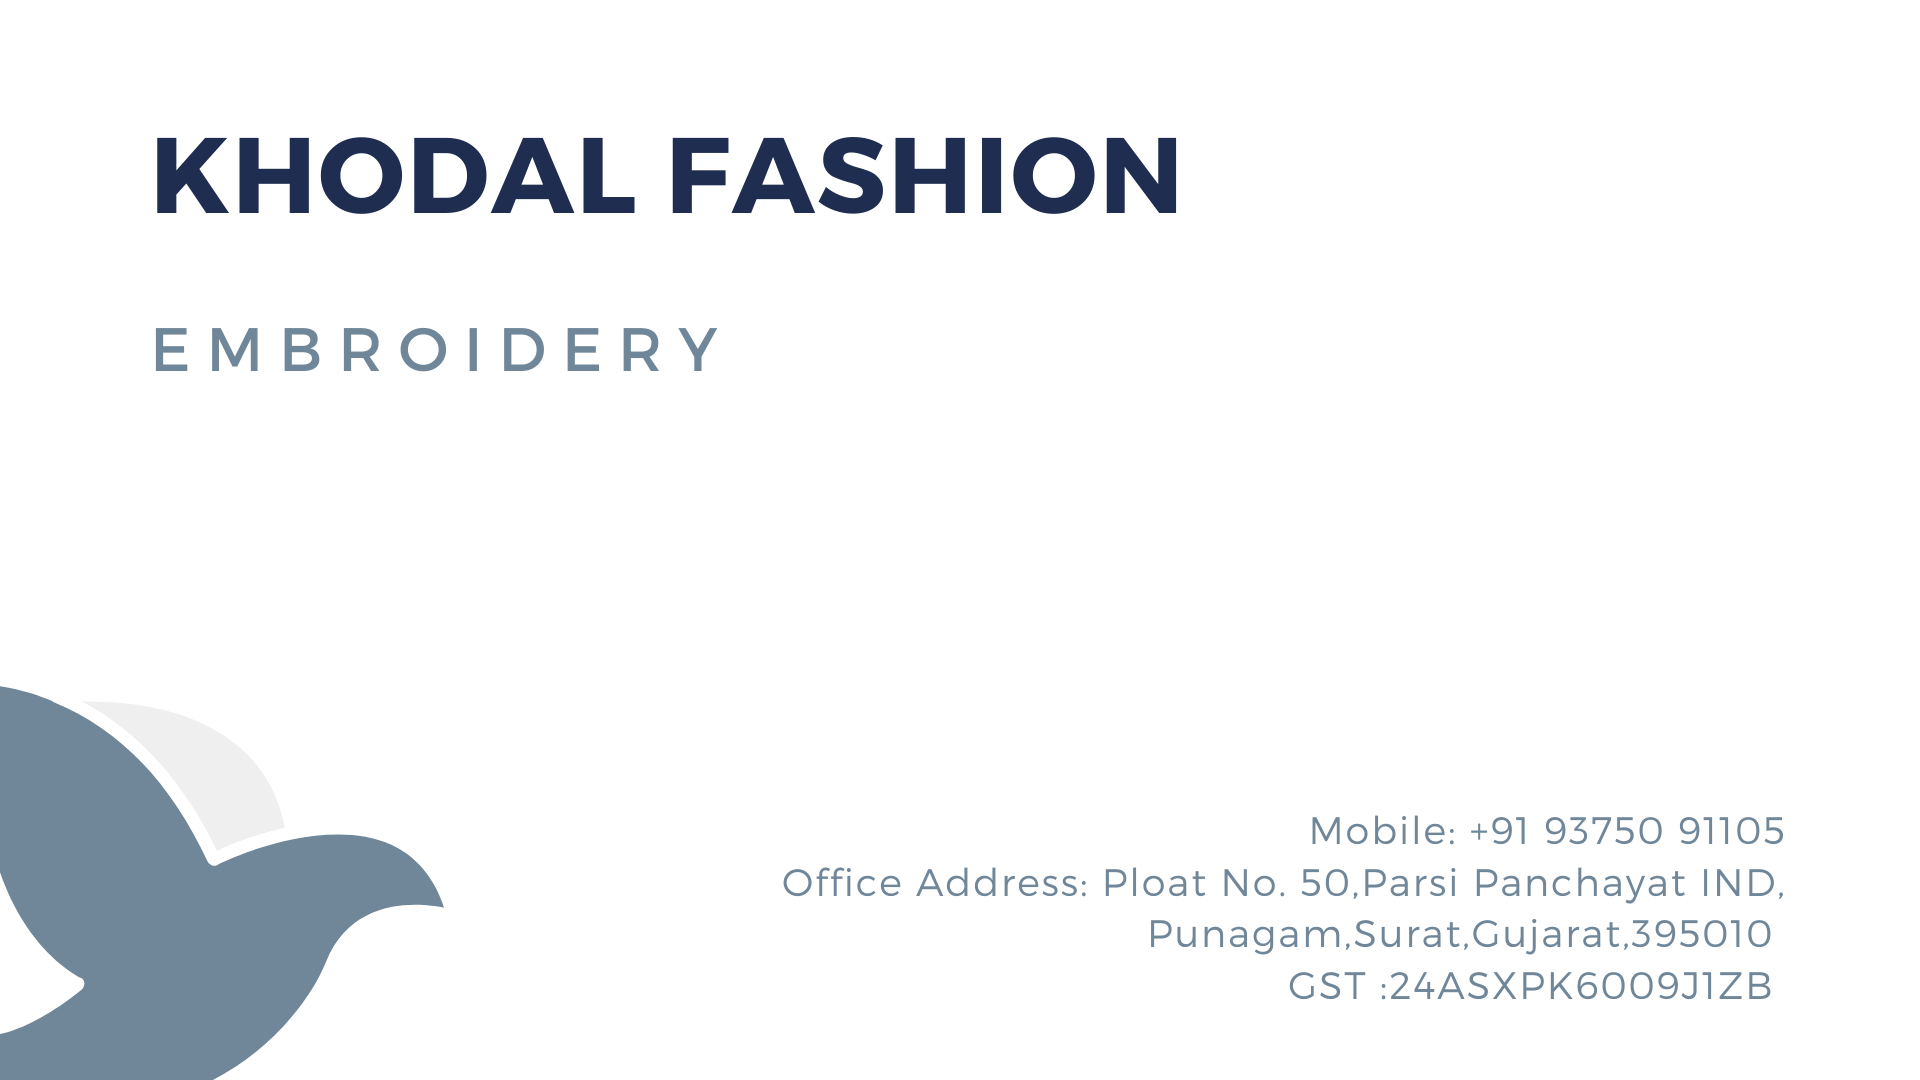 KHODAL FASHION
EMBROIDERY
Mobile: +91 93750 91105
Office Address: Ploat No. 50,Parsi Panchayat IND,
Punagam,Surat,Gujarat,395010
GST :24ASXPK6009J1ZB